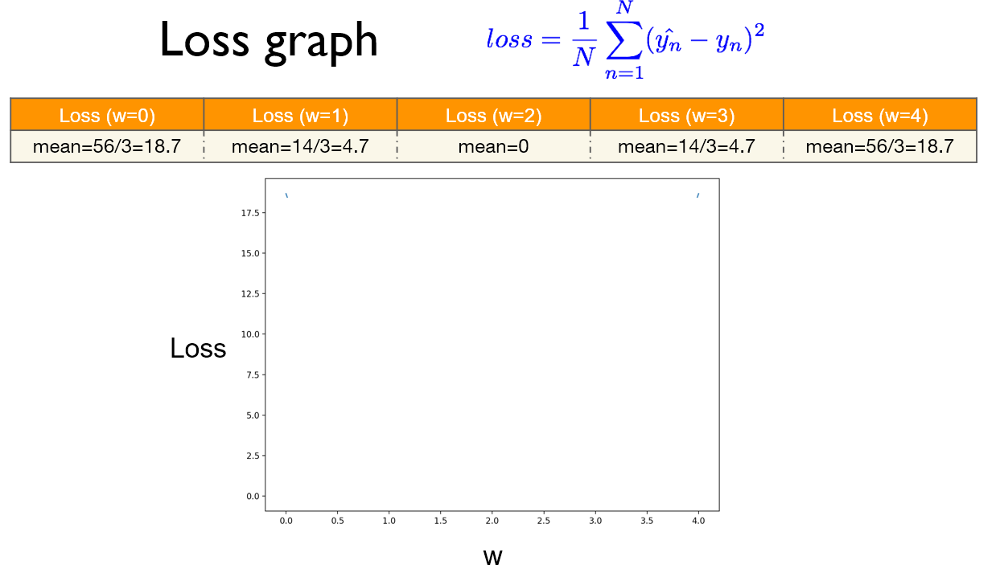 Loss graph
loss = \frac{1}{N} \sum_{n=1}^{N} (\hat{y_n} - y_n)^2
Loss (w=0) Loss (w=1) Loss (w=2) Loss (w=3) Loss (w=4)
mean=56/3=18.7 mean=14/3=4.7 mean=0 mean=14/3=4.7 mean=56/3=18.7
17.5
15.0
12.5
10.0
Loss
7.5
5.0
2.5
0.0
0.0 0.5 1.0 1.5 2.0 2.5 3.0 3.5 4.0
w